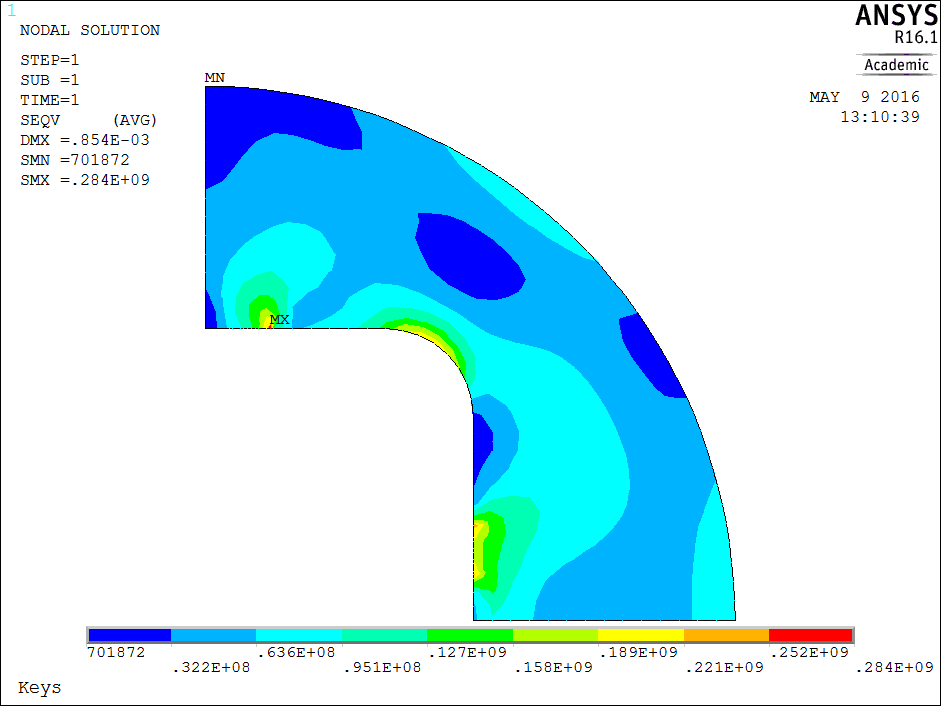 1
ANSYS
R16.1
Academic
MAY 9 2016
13:10:39
NODAL SOLUTION
STEP=1
SUB =1
TIME=1
SEQV (AVG)
DMX =.854E-03
SMN =701872
SMX =.284E+09
MN
MX
701872 .636E+08 .127E+09 .189E+09 .252E+09
.322E+08 .951E+08 .158E+09 .221E+09 .284E+09
Keys